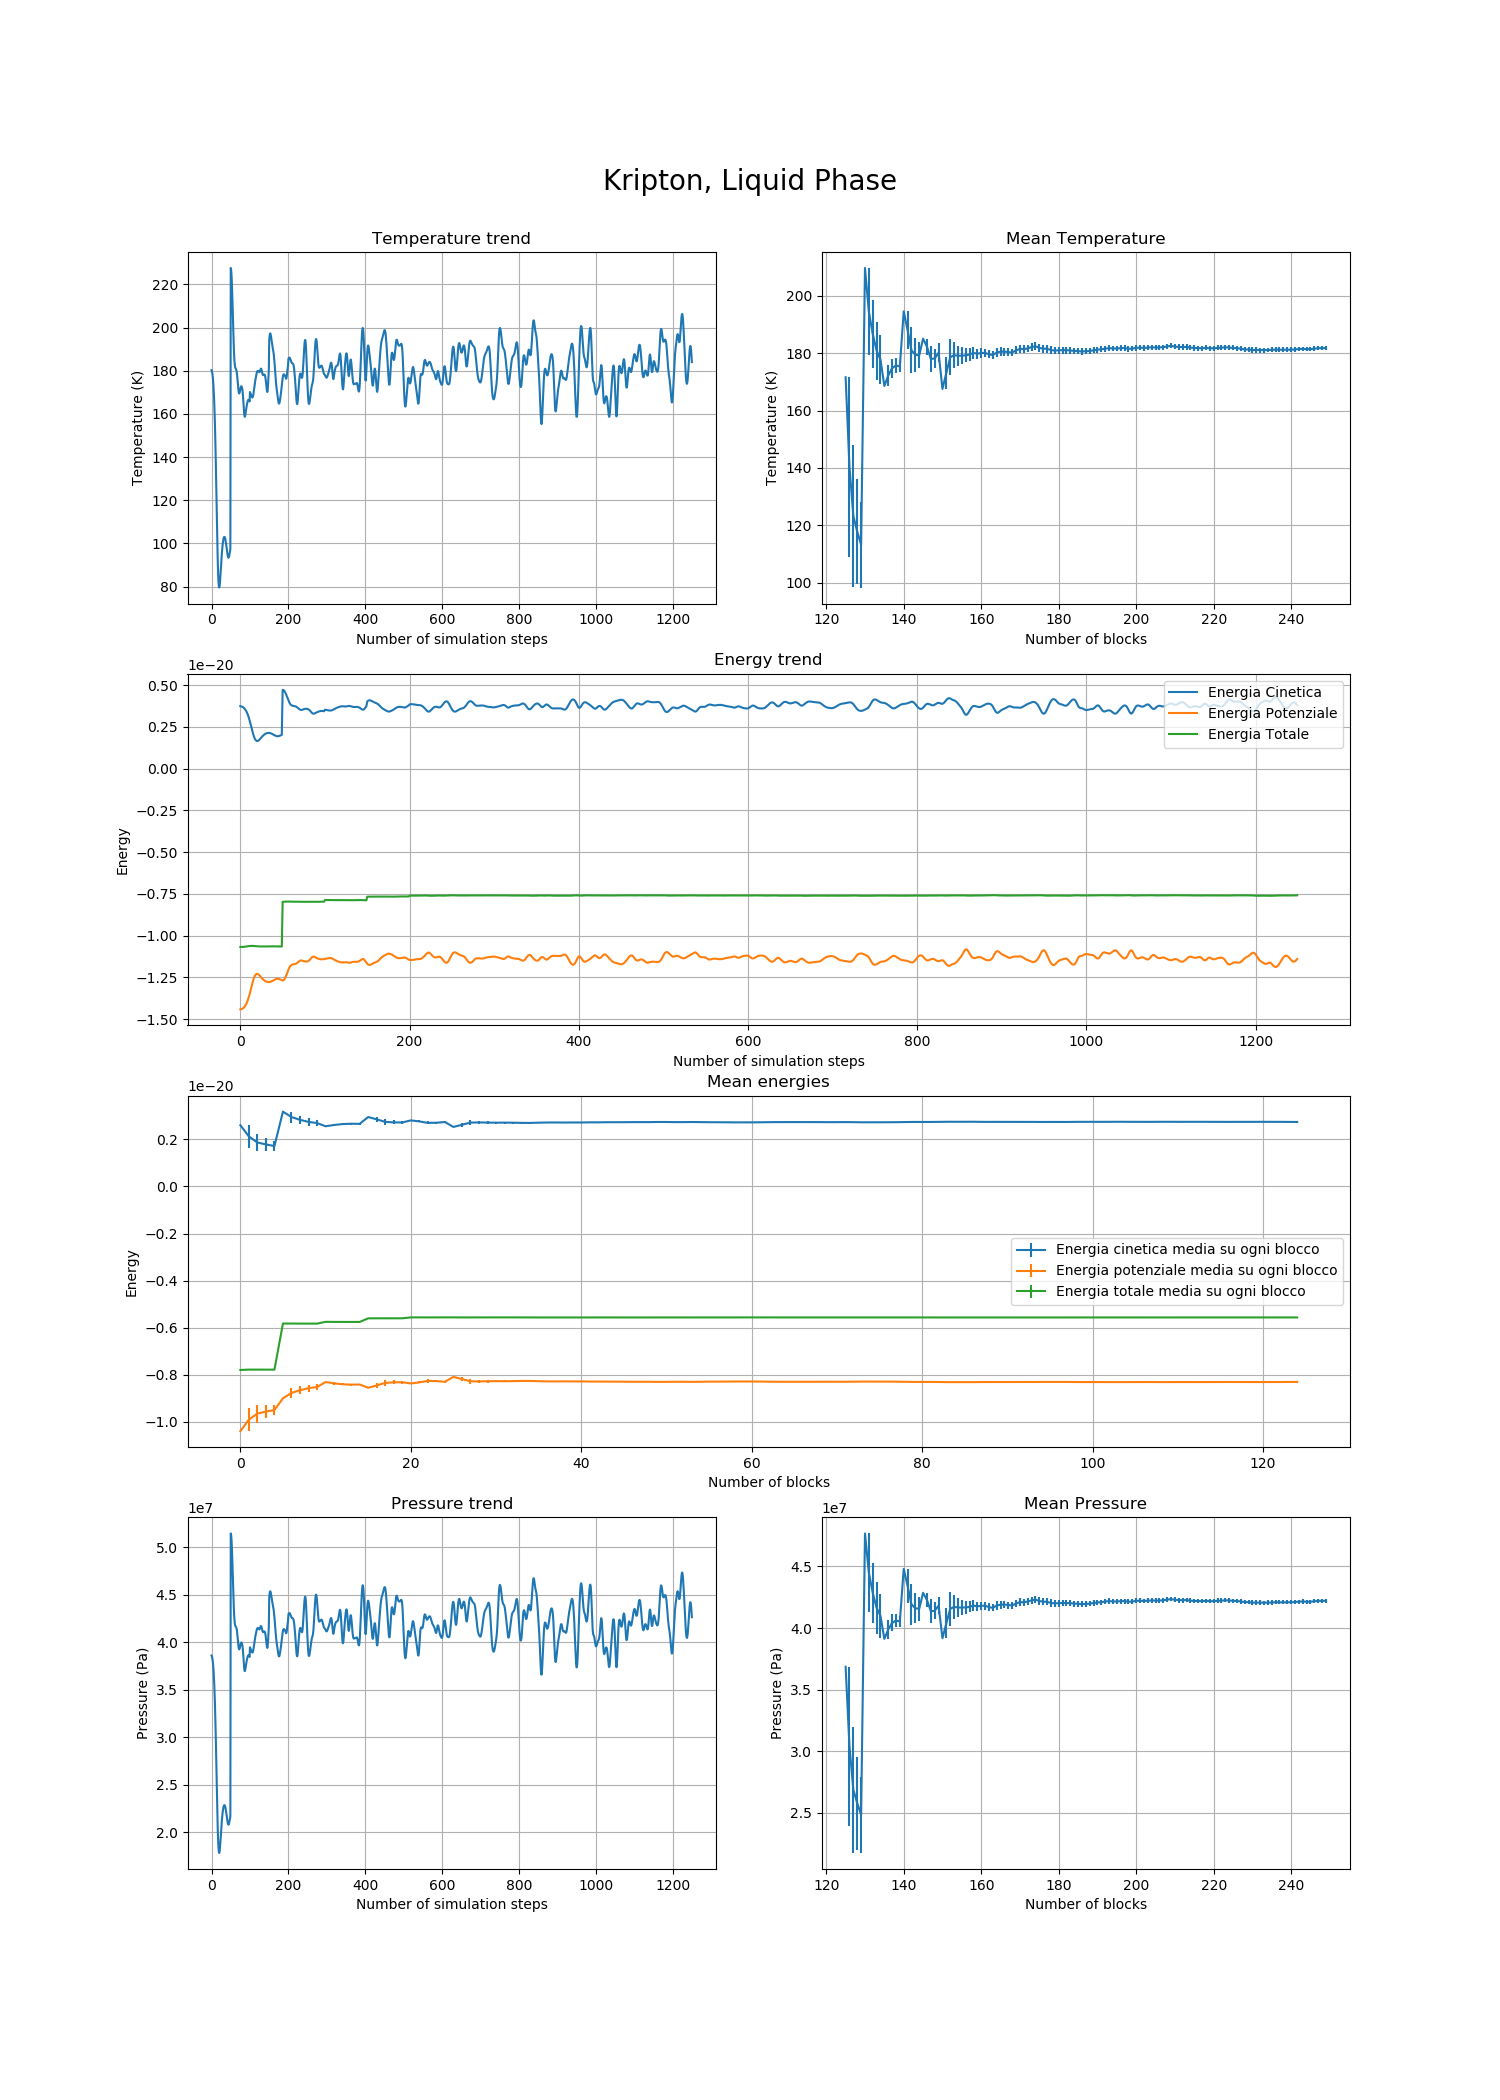 Kripton, Liquid Phase
Temperature trend
Temperature (K)
220
200
180
160
140
120
100
80
0 200 400 600 800 1000 1200
Number of simulation steps
Mean Temperature
Temperature (K)
200
180
160
140
120
100
120 140 160 180 200 220 240
Number of blocks
Energy trend
1e−20
Energy
0.50
0.25
0.00
−0.25
−0.50
−0.75
−1.00
−1.25
−1.50
Energia Cinetica
Energia Potenziale
Energia Totale
0 200 400 600 800 1000 1200
Number of simulation steps
Mean energies
1e−20
Energy
0.2
0.0
−0.2
−0.4
−0.6
−0.8
−1.0
Energia cinetica media su ogni blocco
Energia potenziale media su ogni blocco
Energia totale media su ogni blocco
0 20 40 60 80 100 120
Number of blocks
Pressure trend
1e7
Pressure (Pa)
5.0
4.5
4.0
3.5
3.0
2.5
2.0
0 200 400 600 800 1000 1200
Number of simulation steps
Mean Pressure
1e7
Pressure (Pa)
4.5
4.0
3.5
3.0
2.5
120 140 160 180 200 220 240
Number of blocks